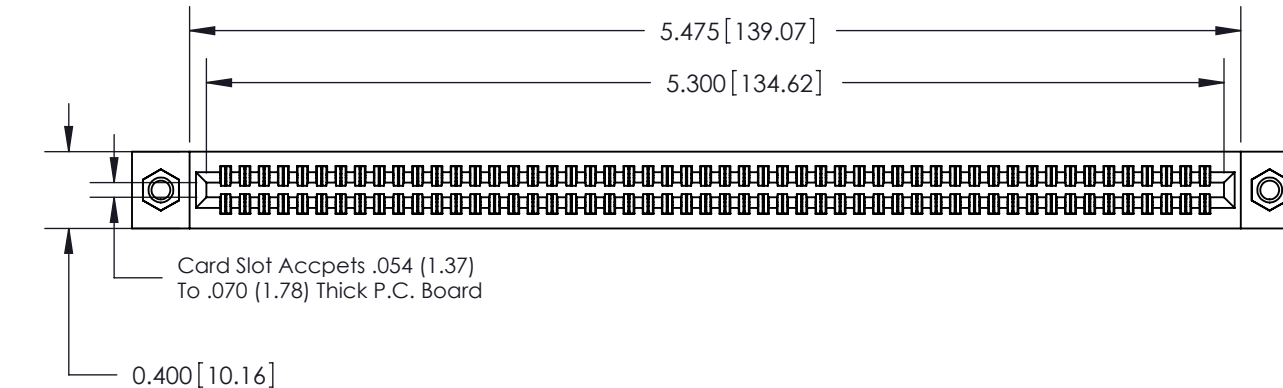 5.475[139.07]
5.300[134.62]
Card Slot Accpets .054 (1.37)
To .070 (1.78) Thick P.C. Board
0.400[10.16]